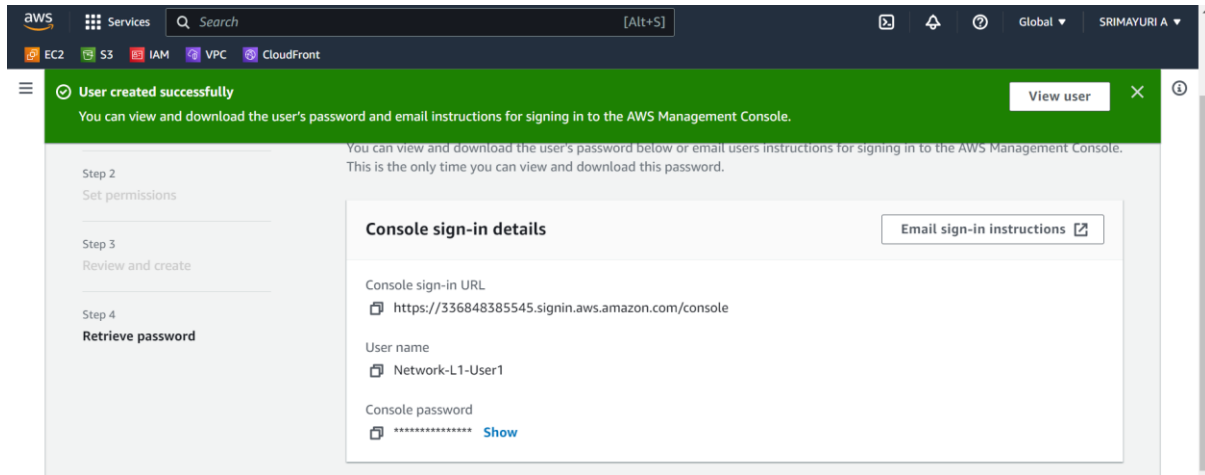 aws Services Search [Alt+S] Global ▼ SRIMAYURI A ▼
EC2 S3 IAM VPC CloudFront
User created successfully
You can view and download the user's password and email instructions for signing in to the AWS Management Console.
View user
You can view and download the user's password below or email users instructions for signing in to the AWS Management Console.
This is the only time you can view and download this password.
Step 2
Set permissions
Step 3
Review and create
Step 4
Retrieve password
Console sign-in details
Email sign-in instructions
Console sign-in URL
https://336848385545.signin.aws.amazon.com/console
User name
Network-L1-User1
Console password
*************** Show